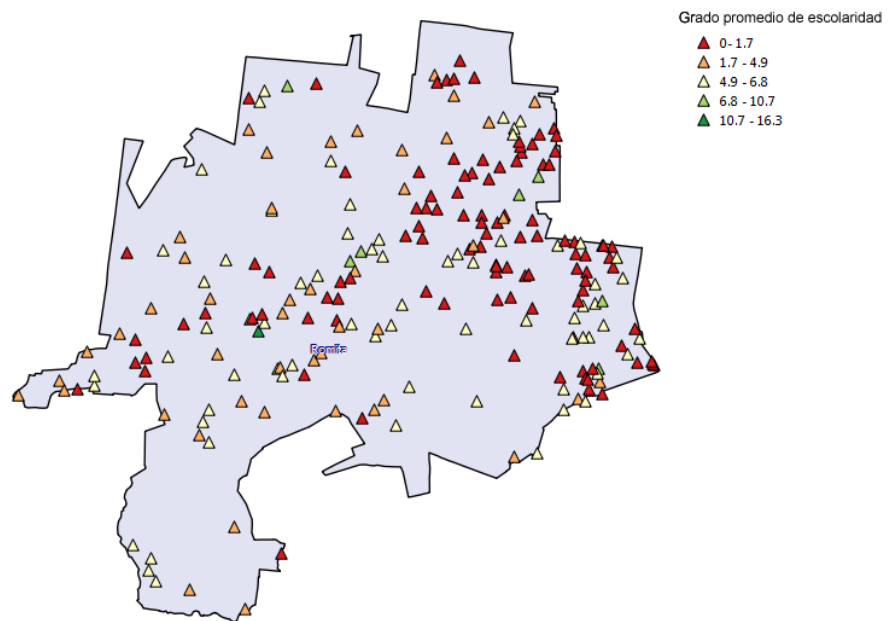 Grado promedio de escolaridad
0- 1.7
1.7 - 4.9
4.9 - 6.8
6.8 - 10.7
10.7 - 16.3
Romita